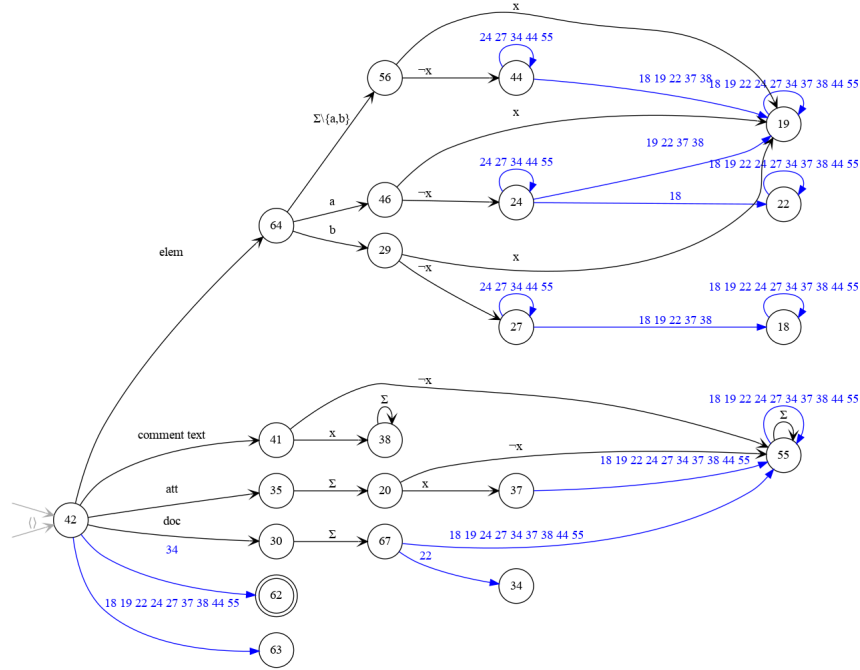 x
24 27 34 44 55
56
¬x
44
18 19 22 37 38
18 19 22 24 27 34 37 38 44 55
Σ\{a,b}
x
19
19 22 37 38
24 27 34 44 55
18 19 22 24 27 34 37 38 44 55
a
46
¬x
24
18
22
64
b
29
x
¬x
24 27 34 44 55
18 19 22 24 27 34 37 38 44 55
elem
27
18 19 22 37 38
18
¬x
18 19 22 24 27 34 37 38 44 55
Σ
Σ
comment text
41
x
38
¬x
55
18 19 22 24 27 34 37 38 44 55
att
35
Σ
20
x
37
⟨⟩
42
doc
30
Σ
67
18 19 24 27 34 37 38 44 55
34
22
34
62
18 19 22 24 27 37 38 44 55
63